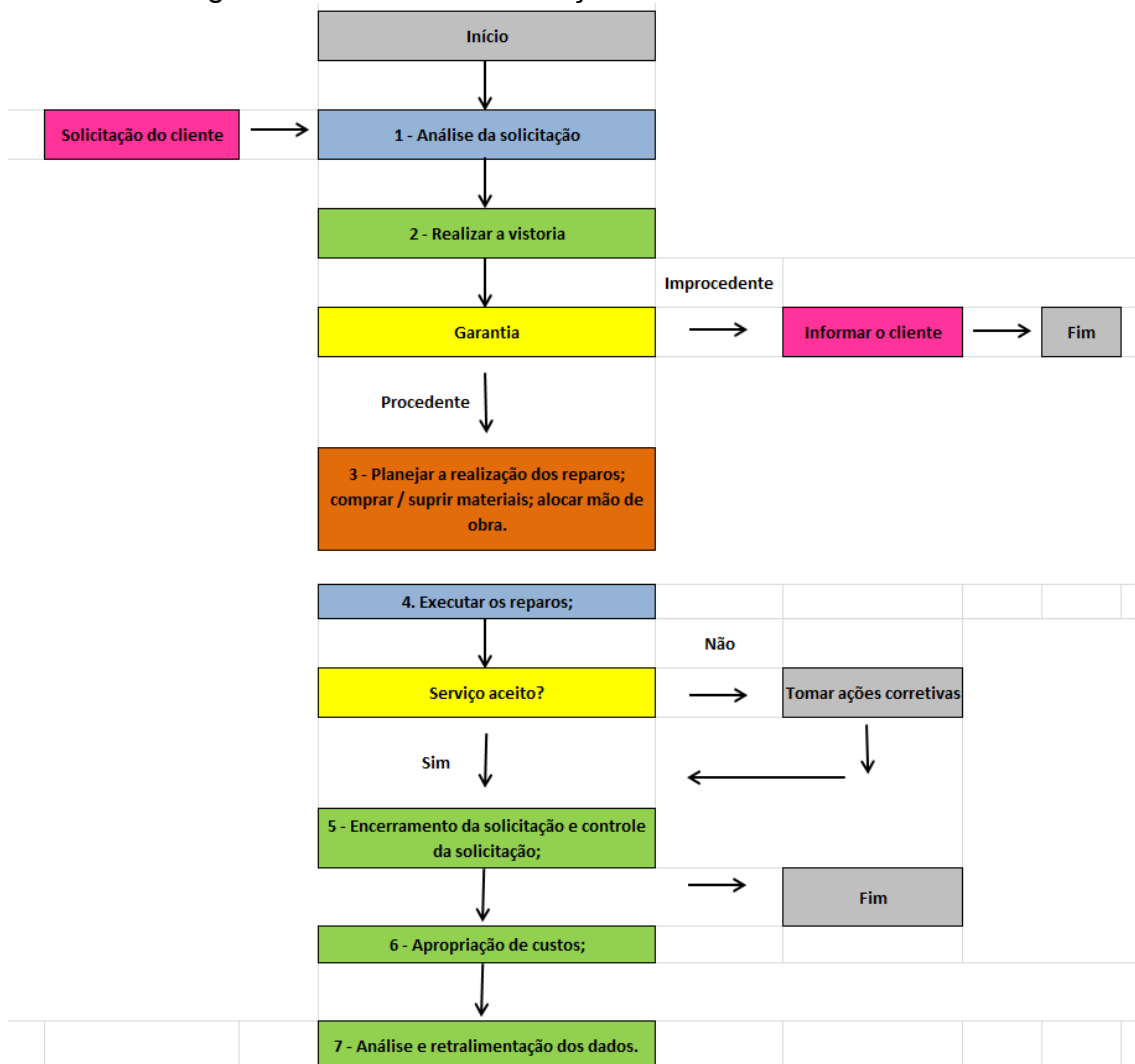 Início
Solicitação do cliente
1 - Análise da solicitação
2 - Realizar a vistoria
Improcedente
Garantia
Informar o cliente
Fim
Procedente
3 - Planejar a realização dos reparos;
comprar / suprir materiais; alocar mão de
obra.
4. Executar os reparos;
Não
Serviço aceito?
Tomar ações corretivas
Sim
5 - Encerramento da solicitação e controle
da solicitação;
Fim
6 - Apropriação de custos;
7 - Análise e retralimentação dos dados.